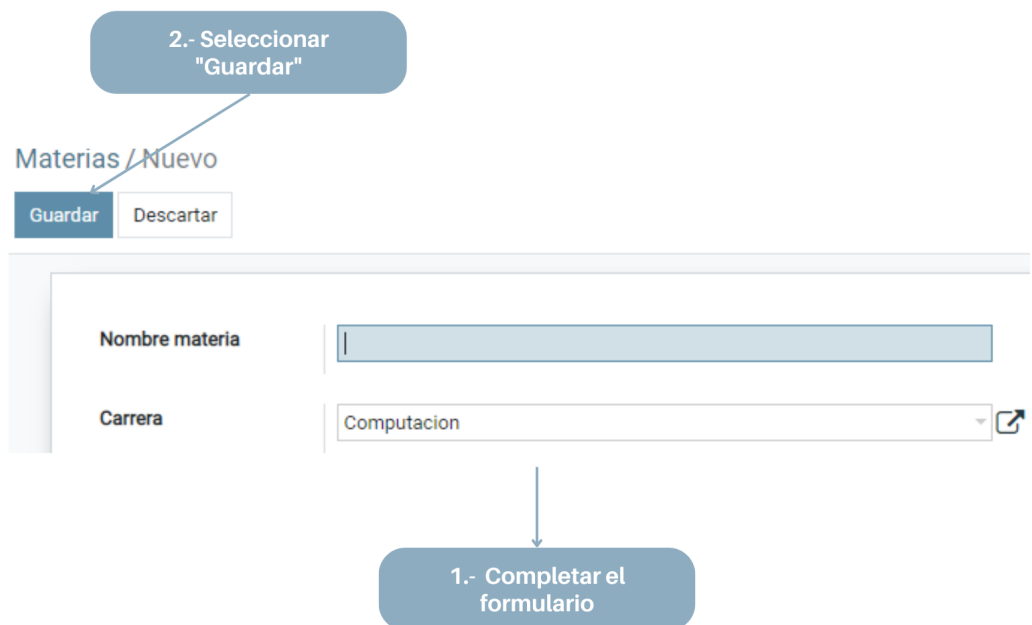 2.- Seleccionar
"Guardar"
Materias / Nuevo
Guardar
Descartar
Nombre materia
Carrera
Computacion
1.- Completar el
formulario